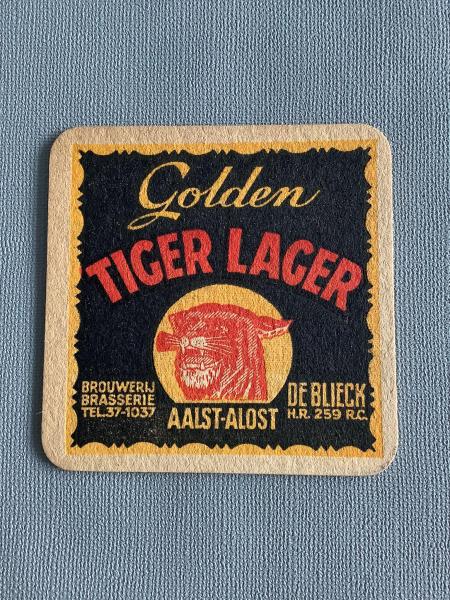 Golden
TIGER LAGER
BROUWERIJ
BRASSERIE
TEL.37-1037
AALST-ALOST
DE BLIECK
H.R. 259 R.C.